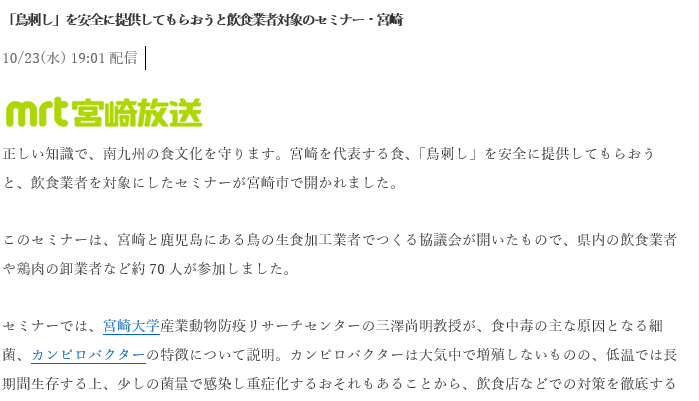 「鳥刺し」を安全に提供してもらおうと飲食業者対象のセミナー・宮崎
10/23(水) 19:01 配信
mrt宮崎放送
正しい知識で、南九州の食文化を守ります。宮崎を代表する食、「鳥刺し」を安全に提供してもらおう
と、飲食業者を対象にしたセミナーが宮崎市で開かれました。
このセミナーは、宮崎と鹿児島にある鳥の生食加工業者でつくる協議会が開いたもので、県内の飲食業者
や鶏肉の卸業者など約 70 人が参加しました。
セミナーでは、宮崎大学産業動物防疫リサーチセンターの三澤尚明教授が、食中毒の主な原因となる細
菌、カンピロバクターの特徴について説明。カンピロバクターは大気中で増殖しないものの、低温では長
期間生存する上、少しの菌量で感染し重症化するおそれもあることから、飲食店などでの対策を徹底する